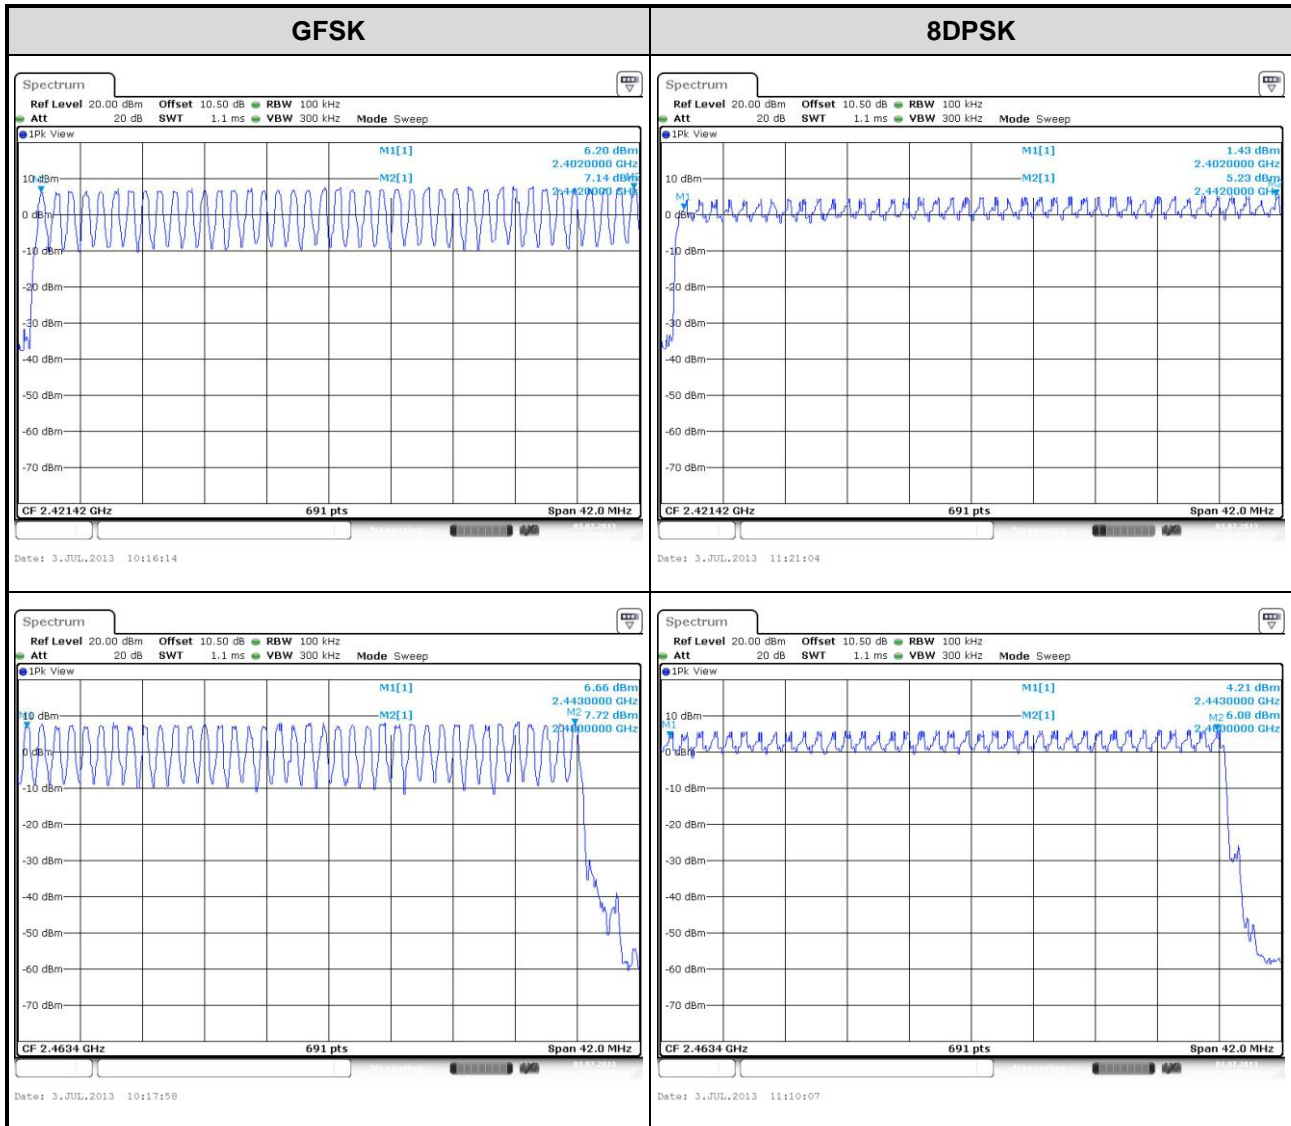 GFSK
8DPSK
Spectrum
Ref Level 20.00 dBm Offset 10.50 dB RBW 100 kHz
Att 20 dB SWT 1.1 ms VBW 300 kHz Mode Sweep
1Pk View
M1[1] 6.20 dBm
2.4020000 GHz
10 dBm M2[1] 7.14 dBm
2.4420000 GHz
0 dBm
-10 dBm
-20 dBm
-30 dBm
-40 dBm
-50 dBm
-60 dBm
-70 dBm
CF 2.42142 GHz 691 pts Span 42.0 MHz
Date: 3.JUL.2013 10:16:14
Spectrum
Ref Level 20.00 dBm Offset 10.50 dB RBW 100 kHz
Att 20 dB SWT 1.1 ms VBW 300 kHz Mode Sweep
1Pk View
M1[1] 1.43 dBm
2.4020000 GHz
10 dBm M2[1] 5.23 dBm
2.4420000 GHz
M1
0 dBm
-10 dBm
-20 dBm
-30 dBm
-40 dBm
-50 dBm
-60 dBm
-70 dBm
CF 2.42142 GHz 691 pts Span 42.0 MHz
Date: 3.JUL.2013 11:21:04
Spectrum
Ref Level 20.00 dBm Offset 10.50 dB RBW 100 kHz
Att 20 dB SWT 1.1 ms VBW 300 kHz Mode Sweep
1Pk View
M1[1] 6.66 dBm
2.4430000 GHz
10 dBm M2[1] M2 7.72 dBm
2.4800000 GHz
0 dBm
-10 dBm
-20 dBm
-30 dBm
-40 dBm
-50 dBm
-60 dBm
-70 dBm
CF 2.4634 GHz 691 pts Span 42.0 MHz
Date: 3.JUL.2013 10:17:58
Spectrum
Ref Level 20.00 dBm Offset 10.50 dB RBW 100 kHz
Att 20 dB SWT 1.1 ms VBW 300 kHz Mode Sweep
1Pk View
M1[1] 4.21 dBm
2.4430000 GHz
10 dBm M2[1] M2 6.08 dBm
M1 2.4800000 GHz
0 dBm
-10 dBm
-20 dBm
-30 dBm
-40 dBm
-50 dBm
-60 dBm
-70 dBm
CF 2.4634 GHz 691 pts Span 42.0 MHz
Date: 3.JUL.2013 11:10:07